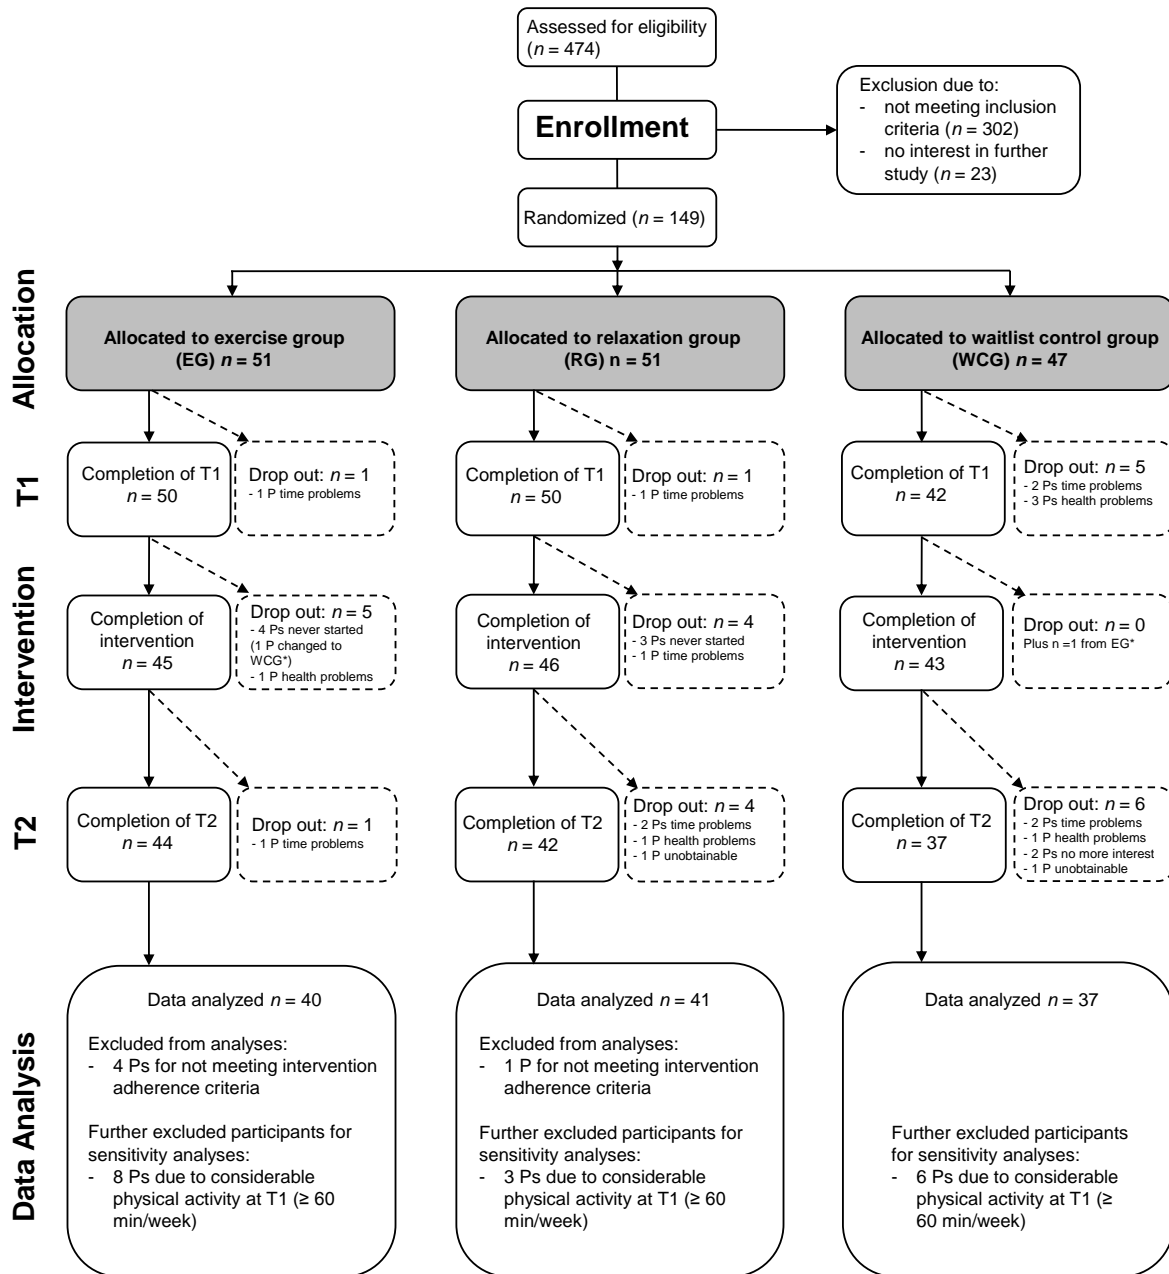 Assessed for eligibility
(n = 474)
Enrollment
Exclusion due to:
- not meeting inclusion
criteria (n = 302)
- no interest in further
study (n = 23)
Randomized (n = 149)
Allocation
Allocated to exercise group
(EG) n = 51
Allocated to relaxation group
(RG) n = 51
Allocated to waitlist control group
(WCG) n = 47
T1
Completion of T1
n = 50
Drop out: n = 1
- 1 P time problems
Completion of T1
n = 50
Drop out: n = 1
- 1 P time problems
Completion of T1
n = 42
Drop out: n = 5
- 2 Ps time problems
- 3 Ps health problems
Intervention
Completion of
intervention
n = 45
Drop out: n = 5
- 4 Ps never started
(1 P changed to
WCG*)
- 1 P health problems
Completion of
intervention
n = 46
Drop out: n = 4
- 3 Ps never started
- 1 P time problems
Completion of
intervention
n = 43
Drop out: n = 0
Plus n =1 from EG*
T2
Completion of T2
n = 44
Drop out: n = 1
- 1 P time problems
Completion of T2
n = 42
Drop out: n = 4
- 2 Ps time problems
- 1 P health problems
- 1 P unobtainable
Completion of T2
n = 37
Drop out: n = 6
- 2 Ps time problems
- 1 P health problems
- 2 Ps no more interest
- 1 P unobtainable
Data Analysis
Data analyzed n = 40
Excluded from analyses:
- 4 Ps for not meeting intervention
adherence criteria
Further excluded participants for
sensitivity analyses:
- 8 Ps due to considerable
physical activity at T1 (≥ 60
min/week)
Data analyzed n = 41
Excluded from analyses:
- 1 P for not meeting intervention
adherence criteria
Further excluded participants for
sensitivity analyses:
- 3 Ps due to considerable
physical activity at T1 (≥ 60
min/week)
Data analyzed n = 37
Further excluded participants
for sensitivity analyses:
- 6 Ps due to considerable
physical activity at T1 (≥
60 min/week)